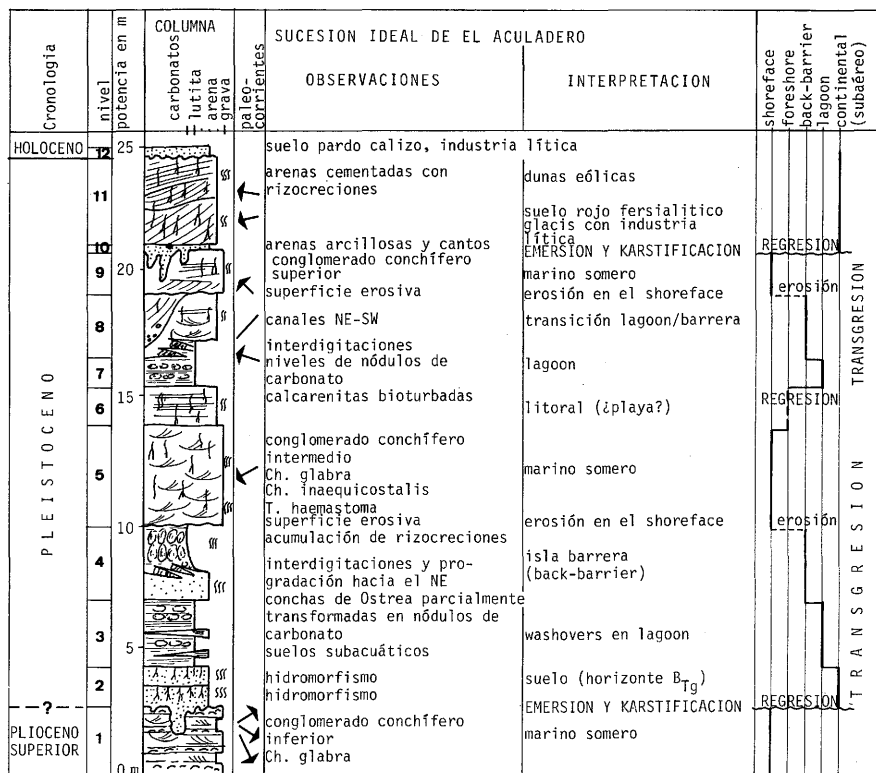 SUCESION IDEAL DE EL ACULADERO
Cronología
nivel
potencia en m
COLUMNA
carbonatos
lutita
arena
grava
paleo-
corrientes
OBSERVACIONES
INTERPRETACION
shoreface
foreshore
back-barrier
lagoon
continental
(subaéreo)
HOLOCENO
PLEISTOCENO
?
PLIOCENO
SUPERIOR
12
11
10
9
8
7
6
5
4
3
2
1
25
20
15
10
5
0 m
suelo pardo calizo, industria lítica
arenas cementadas con
rizocreciones
dunas eólicas
suelo rojo fersialitico
glacis con industria
lítica
arenas arcillosas y cantos
EMERSION Y KARSTIFICACION
conglomerado conchífero
superior
marino somero
superficie erosiva
erosión en el shoreface
canales NE-SW
transición lagoon/barrera
interdigitaciones
niveles de nódulos de
carbonato
lagoon
calcarenitas bioturbadas
litoral (¿playa?)
conglomerado conchífero
intermedio
Ch. glabra
Ch. inaequicostalis
T. haemastoma
marino somero
superficie erosiva
erosión en el shoreface
acumulación de rizocreciones
interdigitaciones y pro-
gradación hacia el NE
isla barrera
(back-barrier)
conchas de Ostrea parcialmente
transformadas en nódulos de
carbonato
washovers en lagoon
suelos subacuáticos
hidromorfismo
suelo (horizonte BTg)
hidromorfismo
EMERSION Y KARSTIFICACION
conglomerado conchífero
inferior
marino somero
Ch. glabra
REGRESION
erosión
TRANSGRESION
REGRESION
erosión
TRANSGRESION
REGRESION